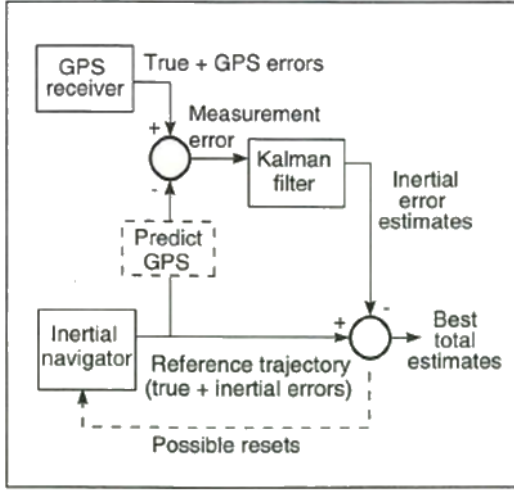 GPS
receiver
True + GPS errors
+
Measurement
error
-
Kalman
filter
Inertial
error
estimates
Predict
GPS
Inertial
navigator
+
-
Best
total
estimates
Reference trajectory
(true + inertial errors)
Possible resets